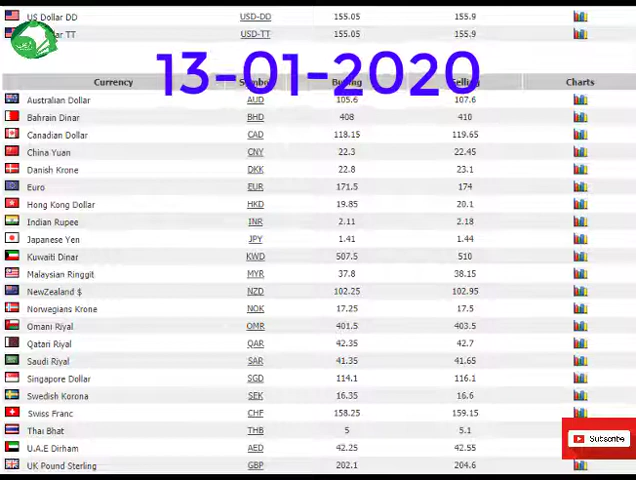 US Dollar DD USD-DD 155.05 155.9
ar TT USD-TT 155.05 155.9
13-01-2020
Currency Symbol Buying Selling Charts
Australian Dollar AUD 105.6 107.6
Bahrain Dinar BHD 408 410
Canadian Dollar CAD 118.15 119.65
China Yuan CNY 22.3 22.45
Danish Krone DKK 22.8 23.1
Euro EUR 171.5 174
Hong Kong Dollar HKD 19.85 20.1
Indian Rupee INR 2.11 2.18
Japanese Yen JPY 1.41 1.44
Kuwaiti Dinar KWD 507.5 510
Malaysian Ringgit MYR 37.8 38.15
NewZealand $ NZD 102.25 102.95
Norwegians Krone NOK 17.25 17.5
Omani Riyal OMR 401.5 403.5
Qatari Riyal QAR 42.35 42.7
Saudi Riyal SAR 41.35 41.65
Singapore Dollar SGD 114.1 116.1
Swedish Korona SEK 16.35 16.6
Swiss Franc CHF 158.25 159.15
Thai Bhat THB 5 5.1
Subscribe
U.A.E Dirham AED 42.25 42.55
UK Pound Sterling GBP 202.1 204.6